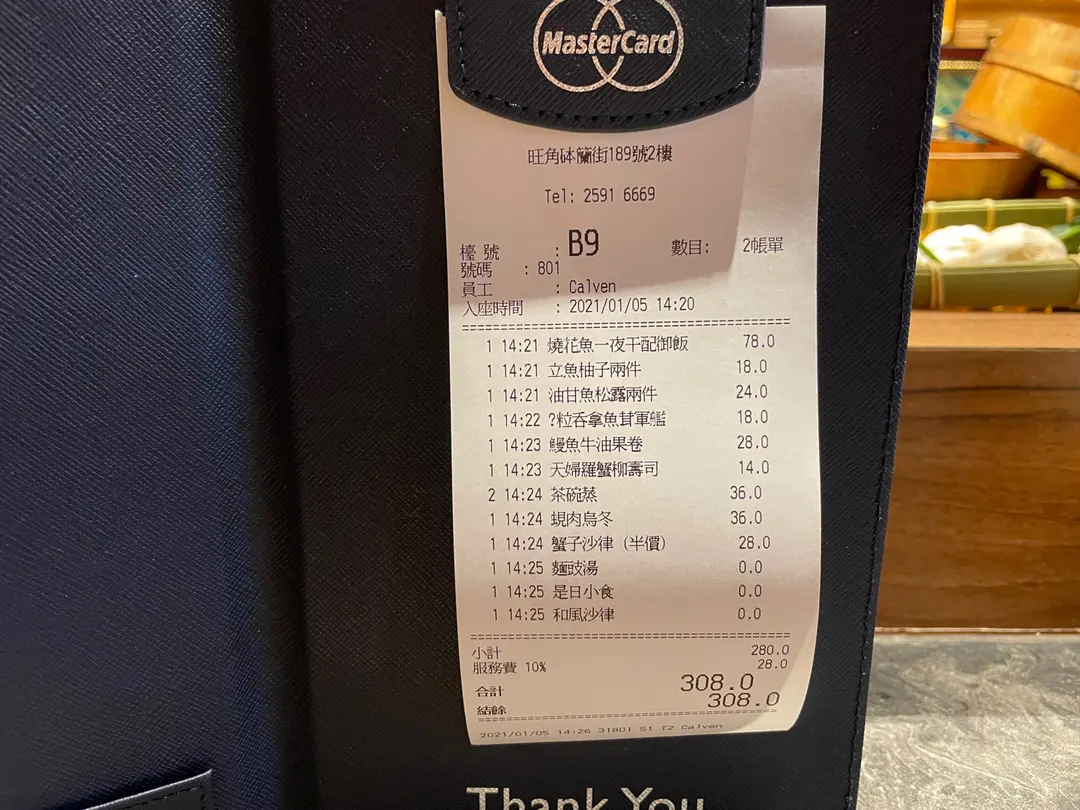 MasterCard
旺角砵蘭街189號2樓
Tel: 2591 6669
檯 號 : B9 數目: 2帳單
號碼 : 801
員工 : Calven
入座時間 : 2021/01/05 14:20
1 14:21 燒花魚一夜干配御飯 78.0
1 14:21 立魚柚子兩件 18.0
1 14:21 油甘魚松露兩件 24.0
1 14:22 ?粒吞拿魚茸軍艦 18.0
1 14:23 鰻魚牛油果卷 28.0
1 14:23 天婦羅蟹柳壽司 14.0
2 14:24 茶碗蒸 36.0
1 14:24 蜆肉烏冬 36.0
1 14:24 蟹子沙律 (半價) 28.0
1 14:25 麵豉湯 0.0
1 14:25 是日小食 0.0
1 14:25 和風沙律 0.0
小計 280.0
服務費 10% 28.0
合計 308.0
結餘 308.0
2021/01/05 14:26 31801 S1 T2 Calven
Thank You